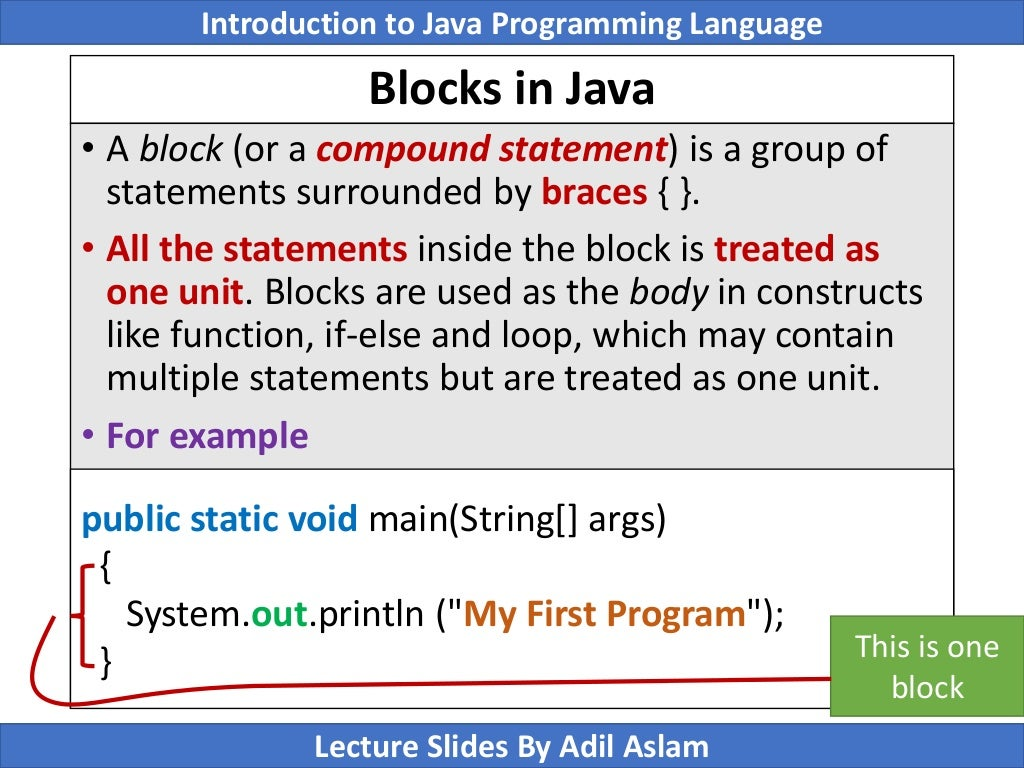 Introduction to Java Programming Language
Blocks in Java
• A block (or a compound statement) is a group of
statements surrounded by braces { }.
• All the statements inside the block is treated as
one unit. Blocks are used as the body in constructs
like function, if-else and loop, which may contain
multiple statements but are treated as one unit.
• For example
public static void main(String[] args)
{
System.out.println ("My First Program");
}
This is one
block
Lecture Slides By Adil Aslam